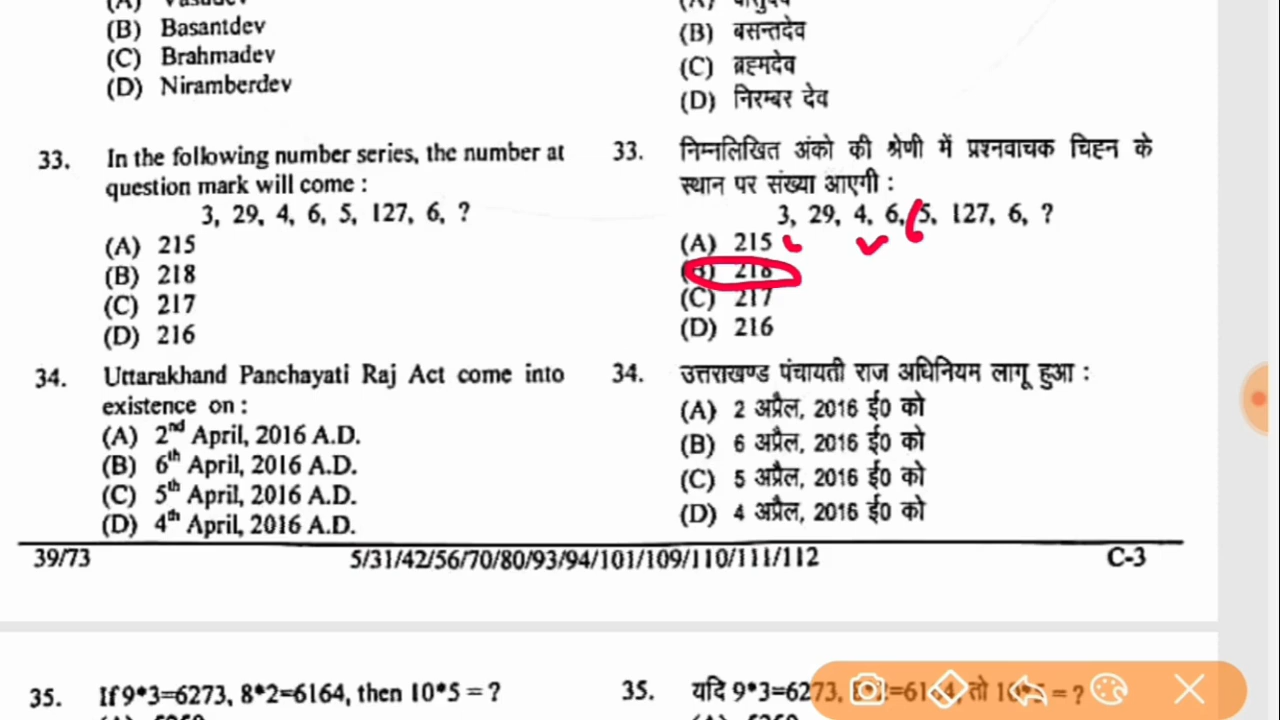 (A) Vasudev
(B) Basantdev
(C) Brahmadev
(D) Niramberdev
33. In the following number series, the number at
question mark will come :
3, 29, 4, 6, 5, 127, 6, ?
(A) 215
(B) 218
(C) 217
(D) 216
34. Uttarakhand Panchayati Raj Act come into
existence on :
(A) 2nd April, 2016 A.D.
(B) 6th April, 2016 A.D.
(C) 5th April, 2016 A.D.
(D) 4th April, 2016 A.D.
(A) वासुदेव
(B) बसन्तदेव
(C) ब्रह्मदेव
(D) निरम्बर देव
33. निम्नलिखित अंको की श्रेणी में प्रश्नवाचक चिह्न के
स्थान पर संख्या आएगी :
3, 29, 4, 6, 5, 127, 6, ?
(A) 215
(B) 218
(C) 217
(D) 216
34. उत्तराखण्ड पंचायती राज अधिनियम लागू हुआ :
(A) 2 अप्रैल, 2016 ई0 को
(B) 6 अप्रैल, 2016 ई0 को
(C) 5 अप्रैल, 2016 ई0 को
(D) 4 अप्रैल, 2016 ई0 को
39/73 5/31/42/56/70/80/93/94/101/109/110/111/112 C-3
35. If 9*3=6273, 8*2=6164, then 10*5 = ?
35. यदि 9*3=6273, 8*2=6164, तो 10*5 = ?